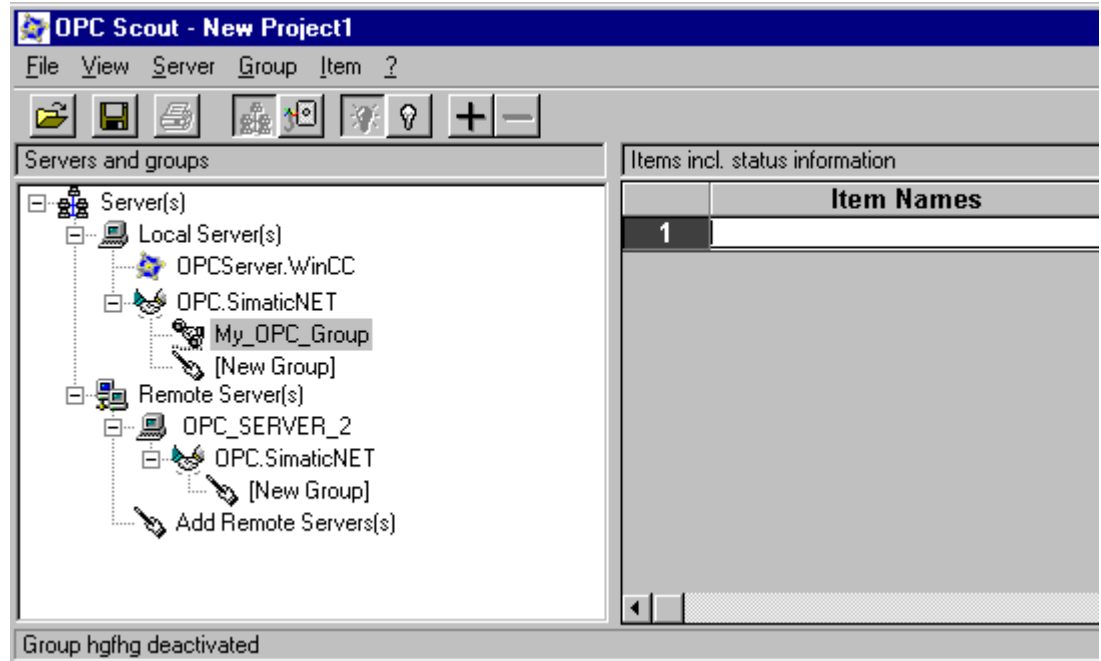 OPC Scout - New Project1
File View Server Group Item ?
Servers and groups
Items incl. status information
Server(s)
Local Server(s)
OPCServer.WinCC
OPC.SimaticNET
My_OPC_Group
[New Group]
Remote Server(s)
OPC_SERVER_2
OPC.SimaticNET
[New Group]
Add Remote Servers(s)
Item Names
1
Group hgfhg deactivated